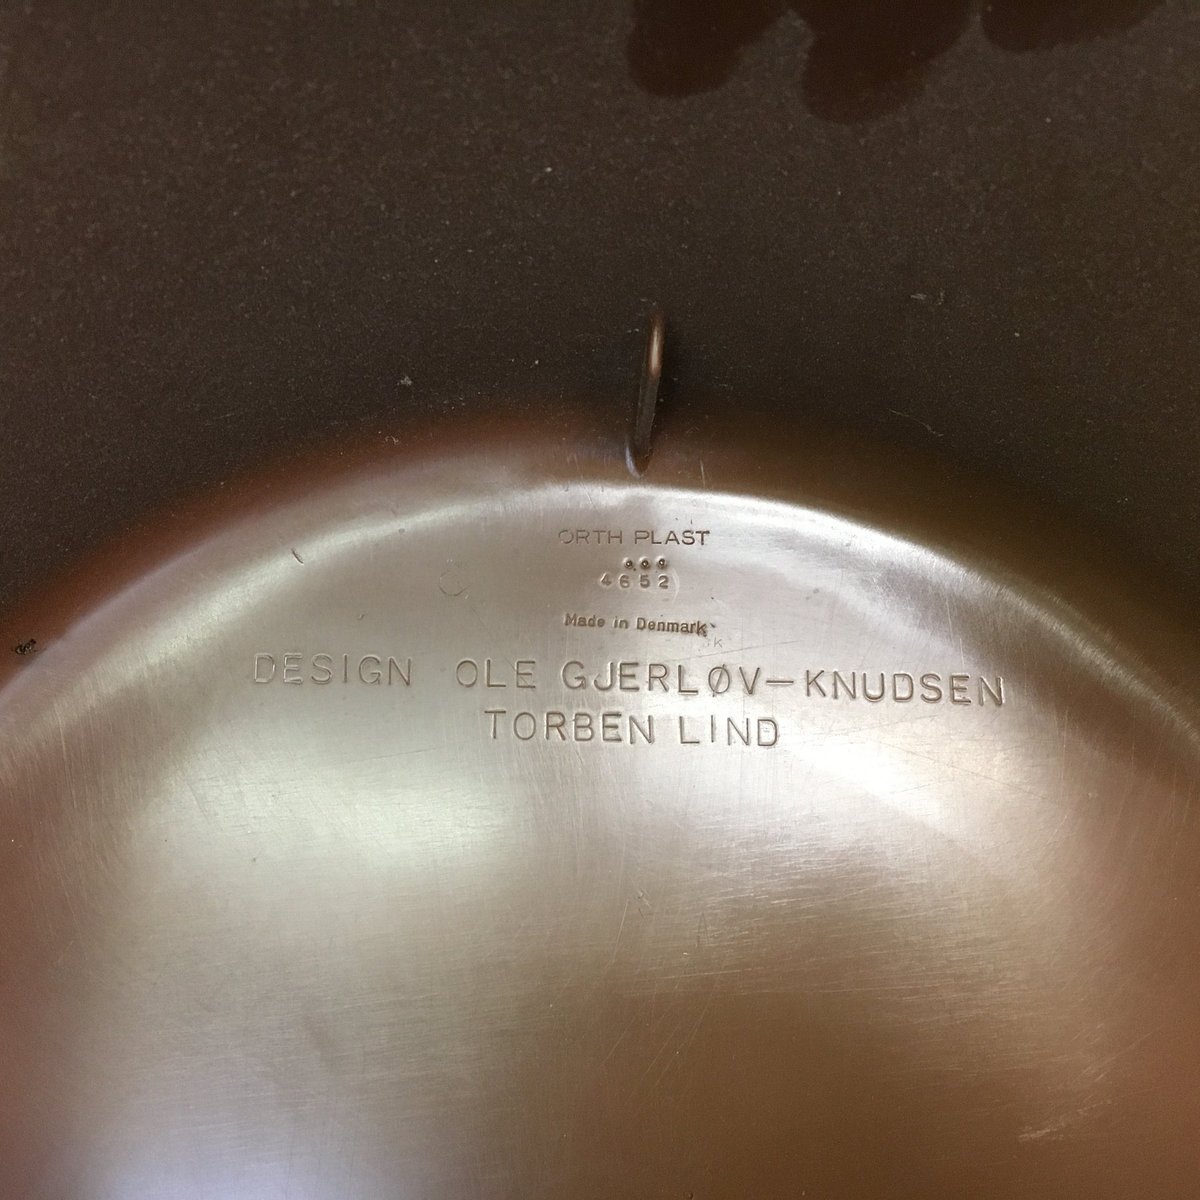 ORTH PLAST
4652
Made in Denmark
DESIGN OLE GJERLØV-KNUDSEN
TORBEN LIND